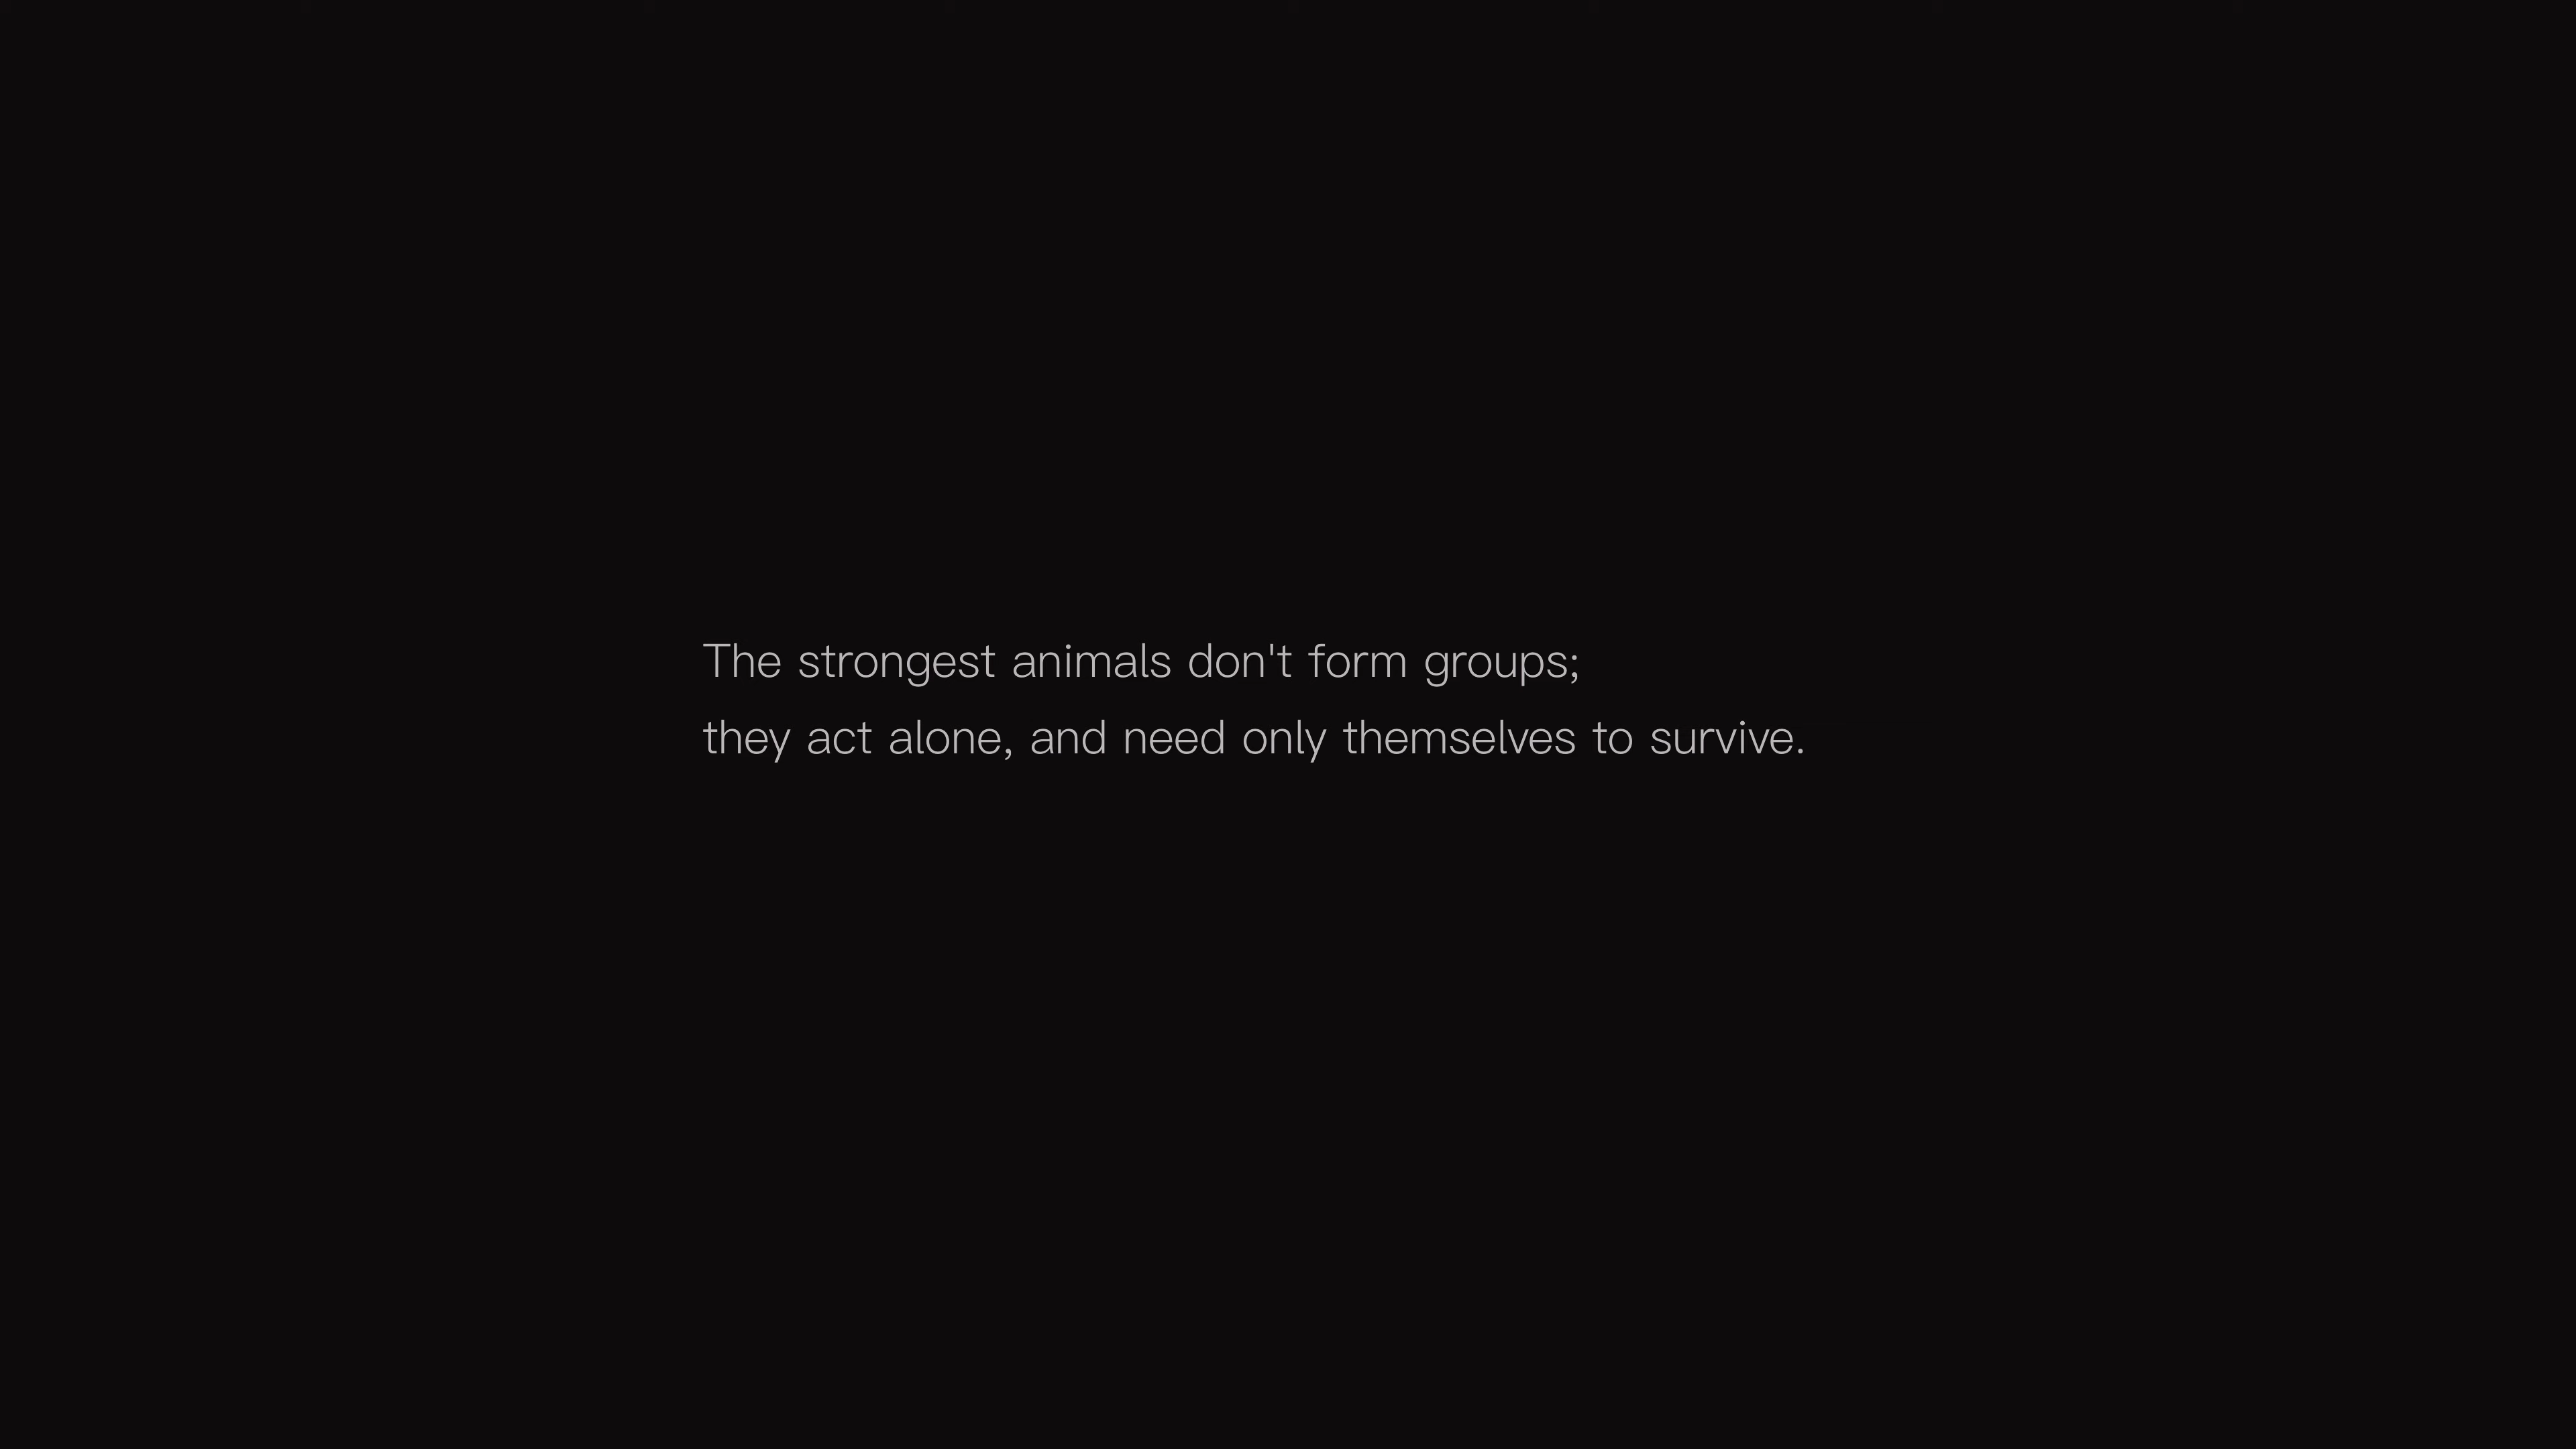 The strongest animals don't form groups;
they act alone, and need only themselves to survive.